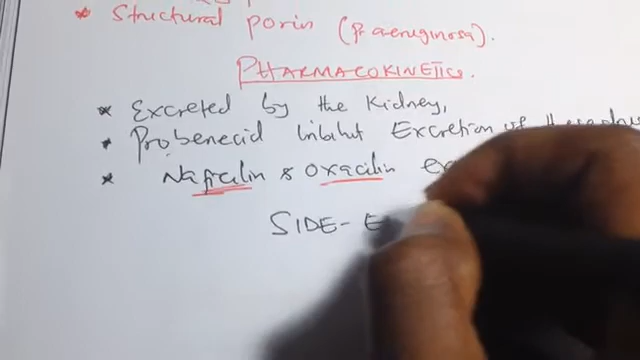 * Structural porin (P. aeruginosa).
PHARMACOKINETICS.
* Excreted by the Kidney,
* Probenecid inhibit Excretion of
* Nafcilin & Oxacilin
SIDE-E